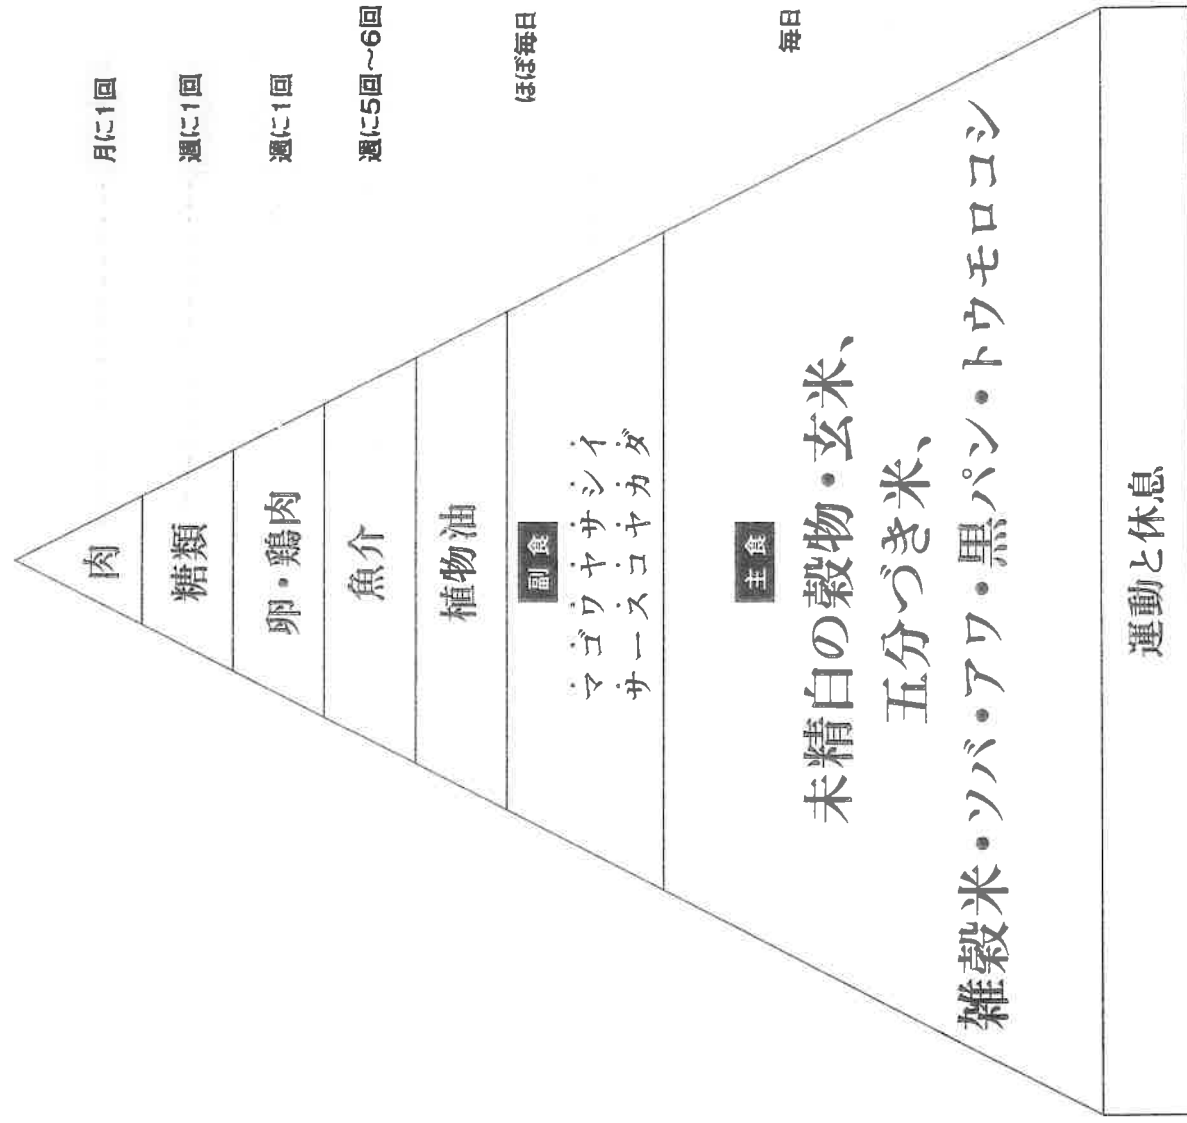 肉
月に1回
糖類
週に1回
卵・鶏肉
週に1回
魚介
週に5回～6回
植物油
副食
ほぼ毎日
マゴワヤサシイ
サースコヤカダ
主食
毎日
未精白の穀物・玄米、
五分づき米、
雑穀米・ソバ・アワ・黒パン・トウモロコシ
運動と休息